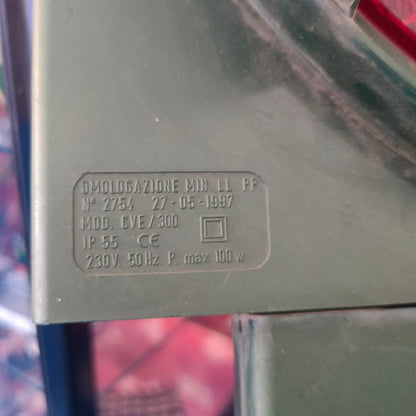 OMOLOGAZIONE MIN LL PP
N° 2754 27-05-1997
MOD. CVE/300
IP 55 CE
230V. 50Hz. P. max 100 w